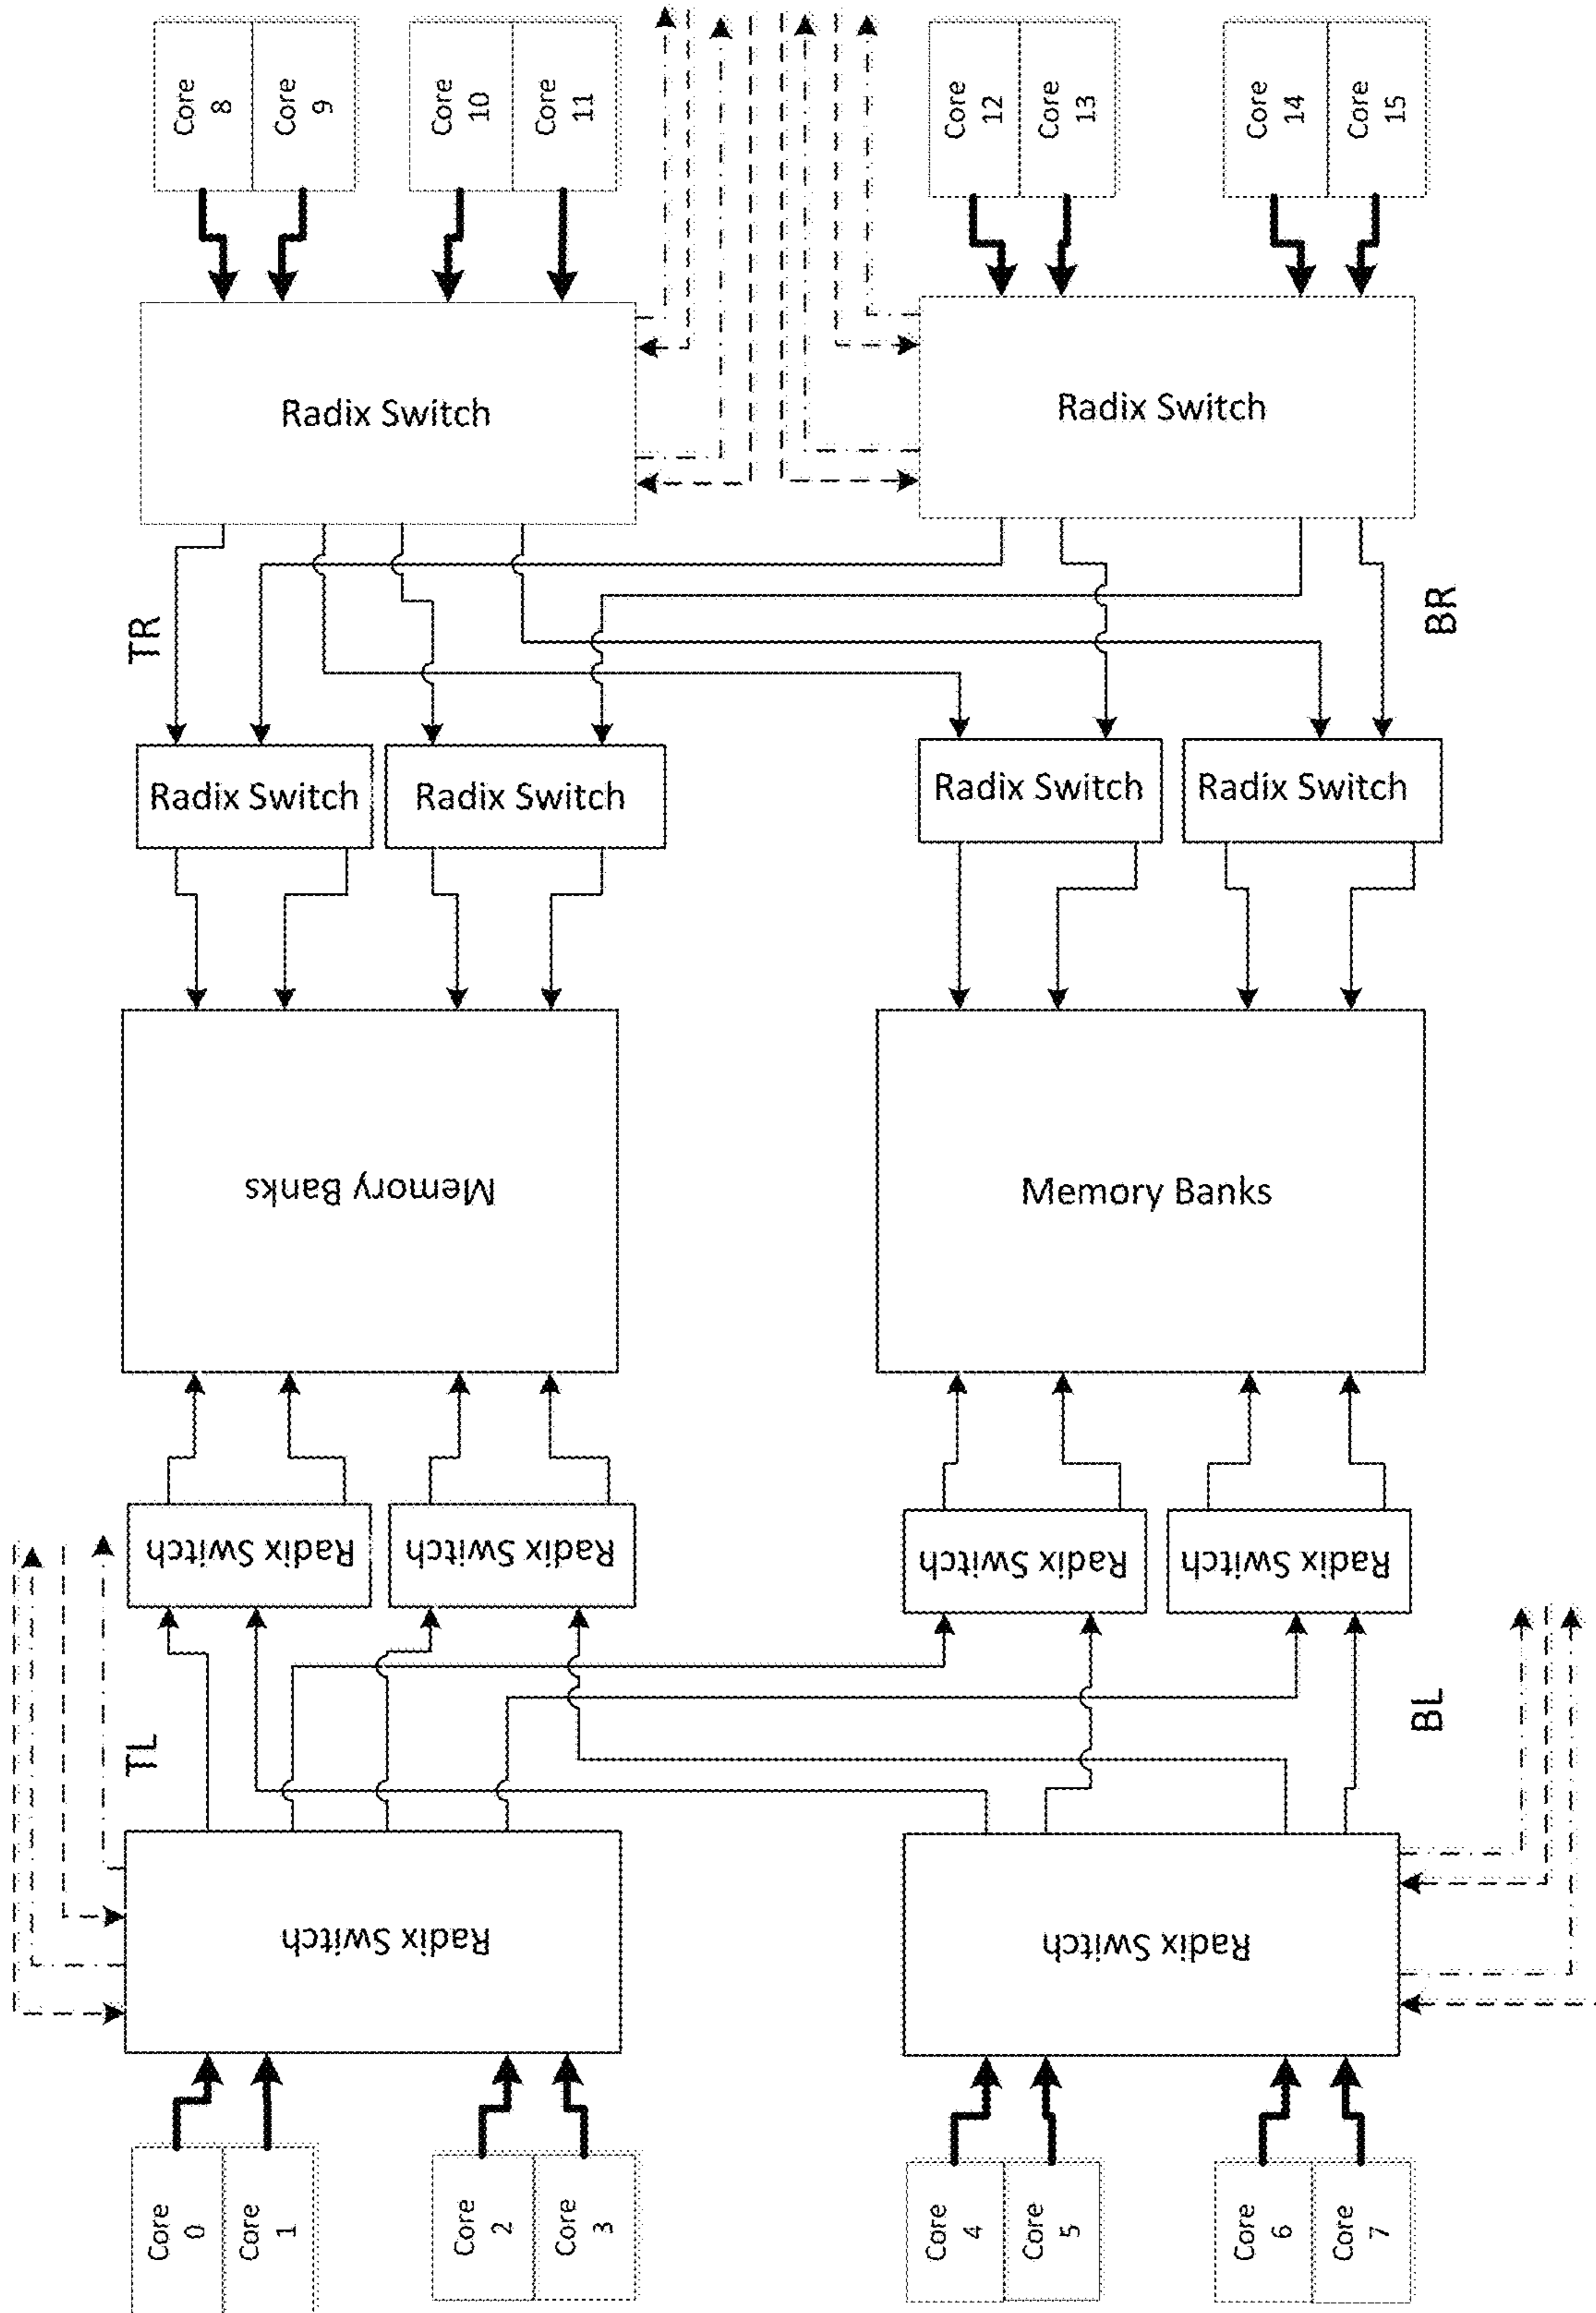 Core
8
Core
9
Core
10
Core
11
Core
12
Core
13
Core
14
Core
15
Radix Switch
Radix Switch
TR
BR
Radix Switch
Radix Switch
Radix Switch
Radix Switch
Memory Banks
Memory Banks
Radix Switch
Radix Switch
Radix Switch
Radix Switch
TL
BL
Radix Switch
Radix Switch
Core
0
Core
1
Core
2
Core
3
Core
4
Core
5
Core
6
Core
7